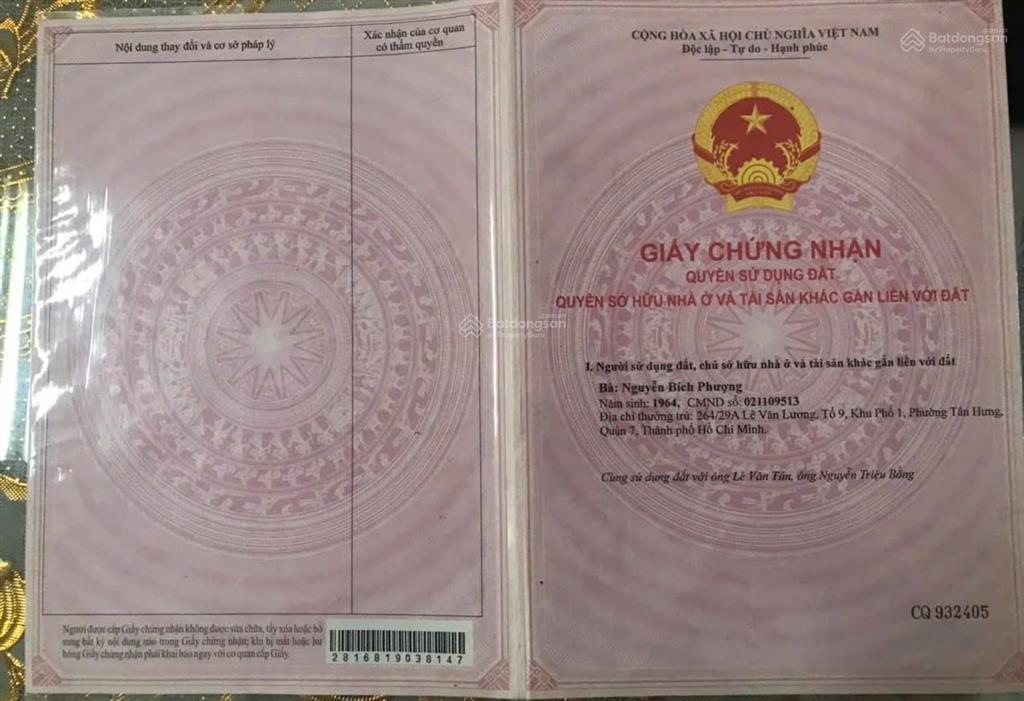 Nội dung thay đổi và cơ sở pháp lý
Xác nhận của cơ quan
có thẩm quyền
Người được cấp Giấy chứng nhận không được sửa chữa, tẩy xóa hoặc bổ
sung bất kỳ nội dung nào trong Giấy chứng nhận; khi bị mất hoặc hư
hỏng Giấy chứng nhận phải khai báo ngay với cơ quan cấp Giấy.
2816819038147
CỘNG HÒA XÃ HỘI CHỦ NGHĨA VIỆT NAM
Độc lập - Tự do - Hạnh phúc
GIẤY CHỨNG NHẬN
QUYỀN SỬ DỤNG ĐẤT
QUYỀN SỞ HỮU NHÀ Ở VÀ TÀI SẢN KHÁC GẮN LIỀN VỚI ĐẤT
I. Người sử dụng đất, chủ sở hữu nhà ở và tài sản khác gắn liền với đất
Bà: Nguyễn Bích Phượng
Năm sinh: 1964, CMND số: 021109513
Địa chỉ thường trú: 264/29A Lê Văn Lương, Tổ 9, Khu Phố 1, Phường Tân Hưng,
Quận 7, Thành phố Hồ Chí Minh.
Cùng sử dụng đất với ông Lê Văn Tân, ông Nguyễn Triệu Bằng
CQ 932405
Batdongsan.com.vn
by PropertyGuru
Batdongsan.com.vn
by PropertyGuru